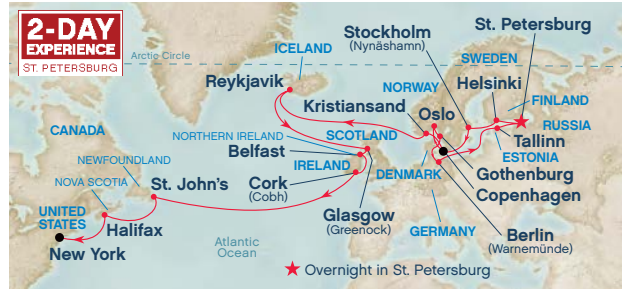 2-DAY
EXPERIENCE
ST. PETERSBURG
Arctic Circle
ICELAND
Stockholm
(Nynäshamn)
St. Petersburg
SWEDEN
Reykjavik
NORWAY
Helsinki
Kristiansand
Oslo
FINLAND
CANADA
NORTHERN IRELAND
SCOTLAND
RUSSIA
Belfast
Tallinn
NEWFOUNDLAND
IRELAND
ESTONIA
NOVA SCOTIA
St. John's
Cork
(Cobh)
DENMARK
Gothenburg
Copenhagen
UNITED
STATES
Halifax
Glasgow
(Greenock)
GERMANY
Berlin
(Warnemünde)
New York
Atlantic
Ocean
Overnight in St. Petersburg